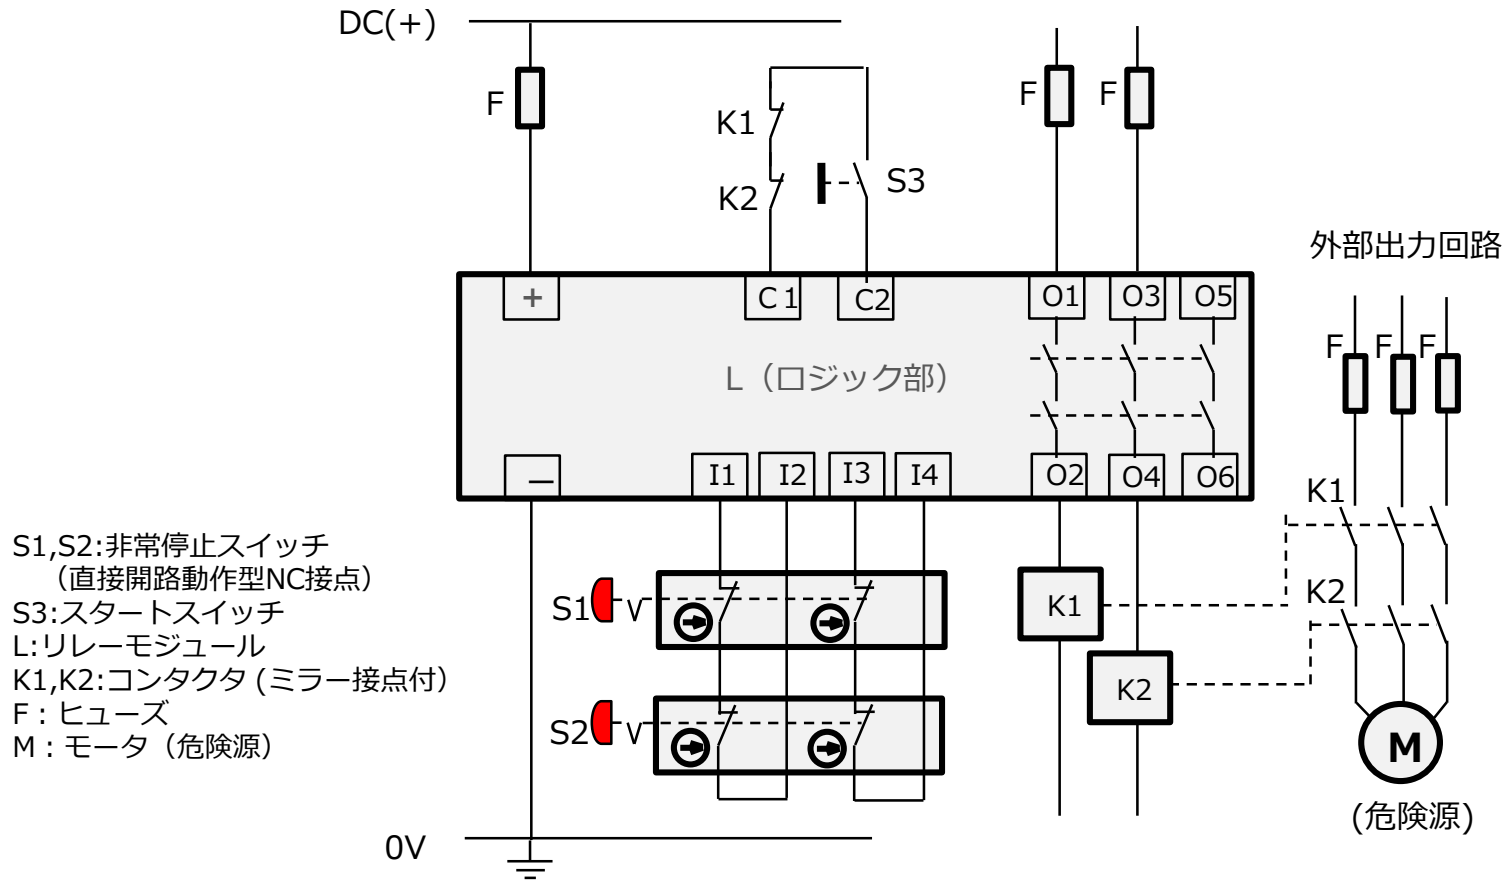 DC(+)
F
K1
K2
S3
F
F
外部出力回路
+
C 1
C2
O1
O3
O5
L（ロジック部）
F
F
F
－
I1
I2
I3
I4
O2
O4
O6
K1
K2
S1,S2:非常停止スイッチ
（直接開路動作型NC接点）
S3:スタートスイッチ
L:リレーモジュール
K1,K2:コンタクタ (ミラー接点付）
F : ヒューズ
M : モータ（危険源）
S1
S2
K1
K2
M
(危険源)
0V